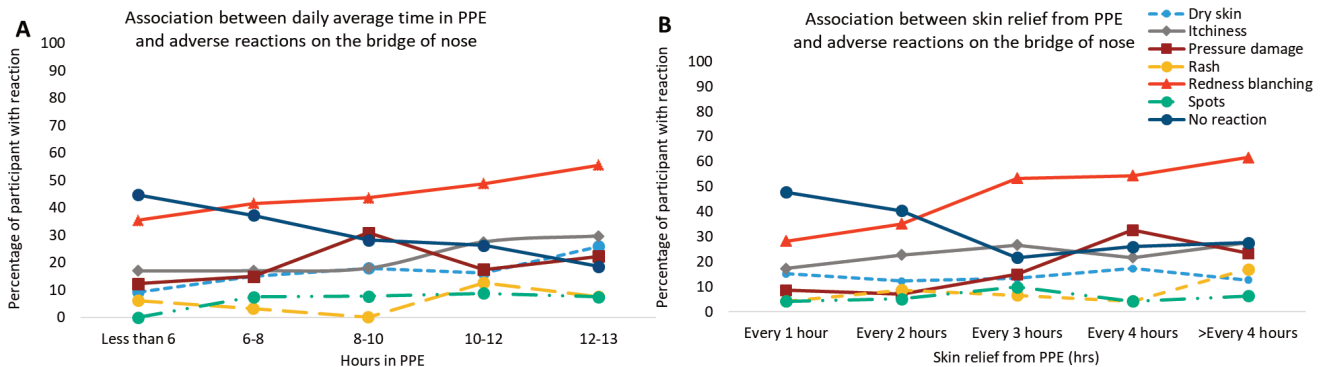 A
Association between daily average time in PPE
and adverse reactions on the bridge of nose
Percentage of participant with reaction
100
90
80
70
60
50
40
30
20
10
0
Less than 6
6-8
8-10
10-12
12-13
Hours in PPE
B
Association between skin relief from PPE
and adverse reactions on the bridge of nose
Dry skin
Itchiness
Pressure damage
Rash
Redness blanching
Spots
No reaction
Percentage of participant with reaction
100
90
80
70
60
50
40
30
20
10
0
Every 1 hour
Every 2 hours
Every 3 hours
Every 4 hours
>Every 4 hours
Skin relief from PPE (hrs)